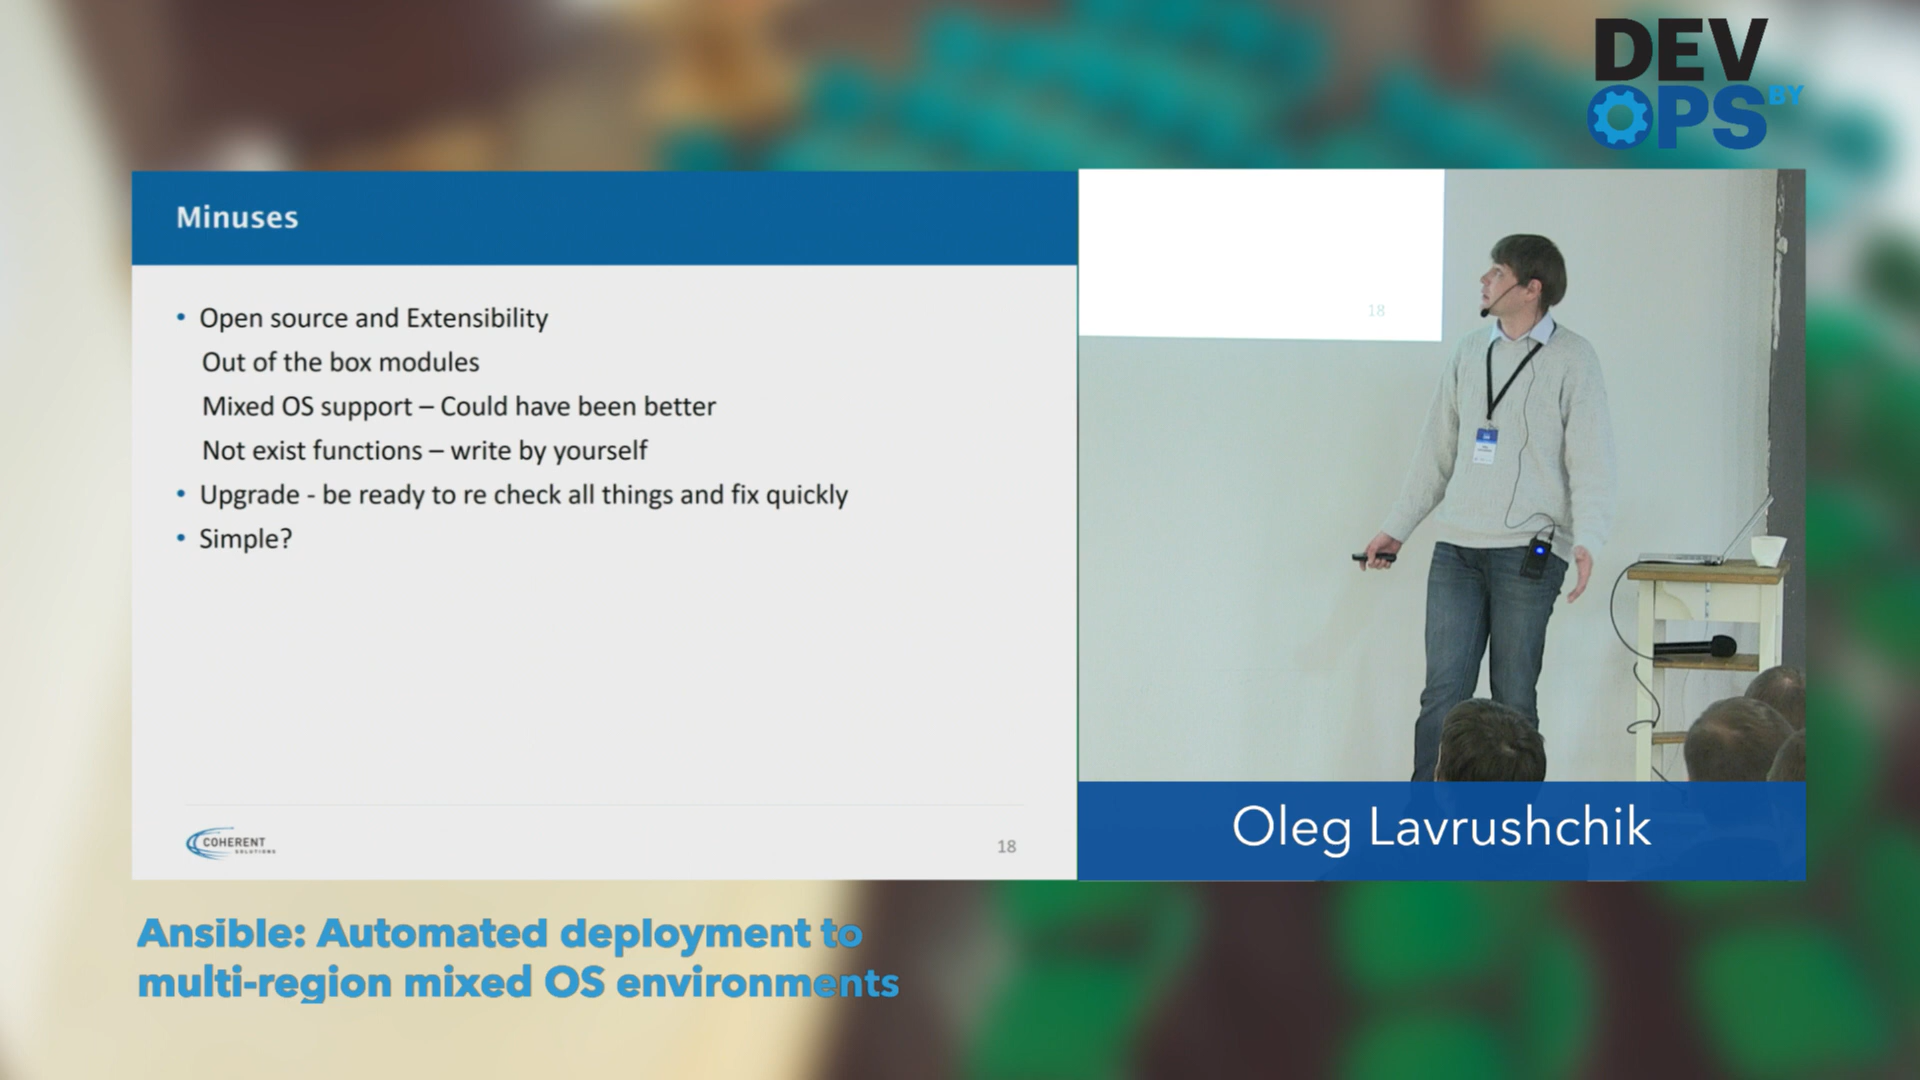 DEV
OPS BY
Minuses
• Open source and Extensibility
Out of the box modules
Mixed OS support – Could have been better
Not exist functions – write by yourself
• Upgrade - be ready to re check all things and fix quickly
• Simple?
COHERENT
SOLUTIONS
18
18
Oleg Lavrushchik
Ansible: Automated deployment to
multi-region mixed OS environments